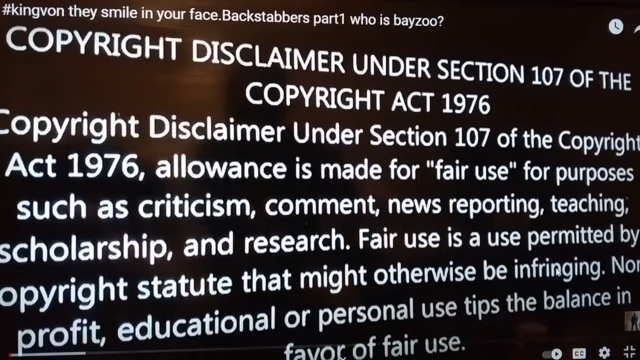 #kingvon they smile in your face.Backstabbers part1 who is bayzoo?
COPYRIGHT DISCLAIMER UNDER SECTION 107 OF THE
COPYRIGHT ACT 1976
Copyright Disclaimer Under Section 107 of the Copyright
Act 1976, allowance is made for "fair use" for purposes
such as criticism, comment, news reporting, teaching,
scholarship, and research. Fair use is a use permitted by
opyright statute that might otherwise be infringing. Non
profit, educational or personal use tips the balance in
favor of fair use.
CC